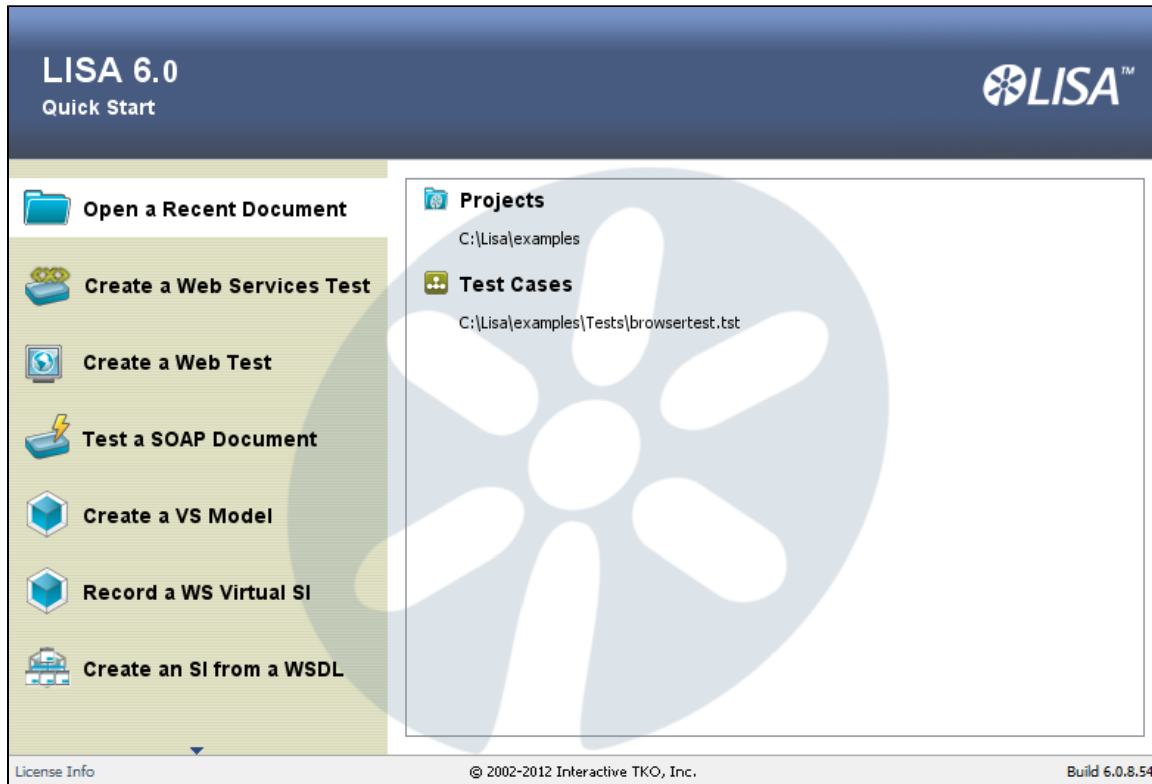 LISA 6.0
Quick Start
LISA™
Open a Recent Document
Create a Web Services Test
Create a Web Test
Test a SOAP Document
Create a VS Model
Record a WS Virtual SI
Create an SI from a WSDL
Projects
C:\Lisa\examples
Test Cases
C:\Lisa\examples\Tests\browsertest.tst
License Info
© 2002-2012 Interactive TKO, Inc.
Build 6.0.8.54